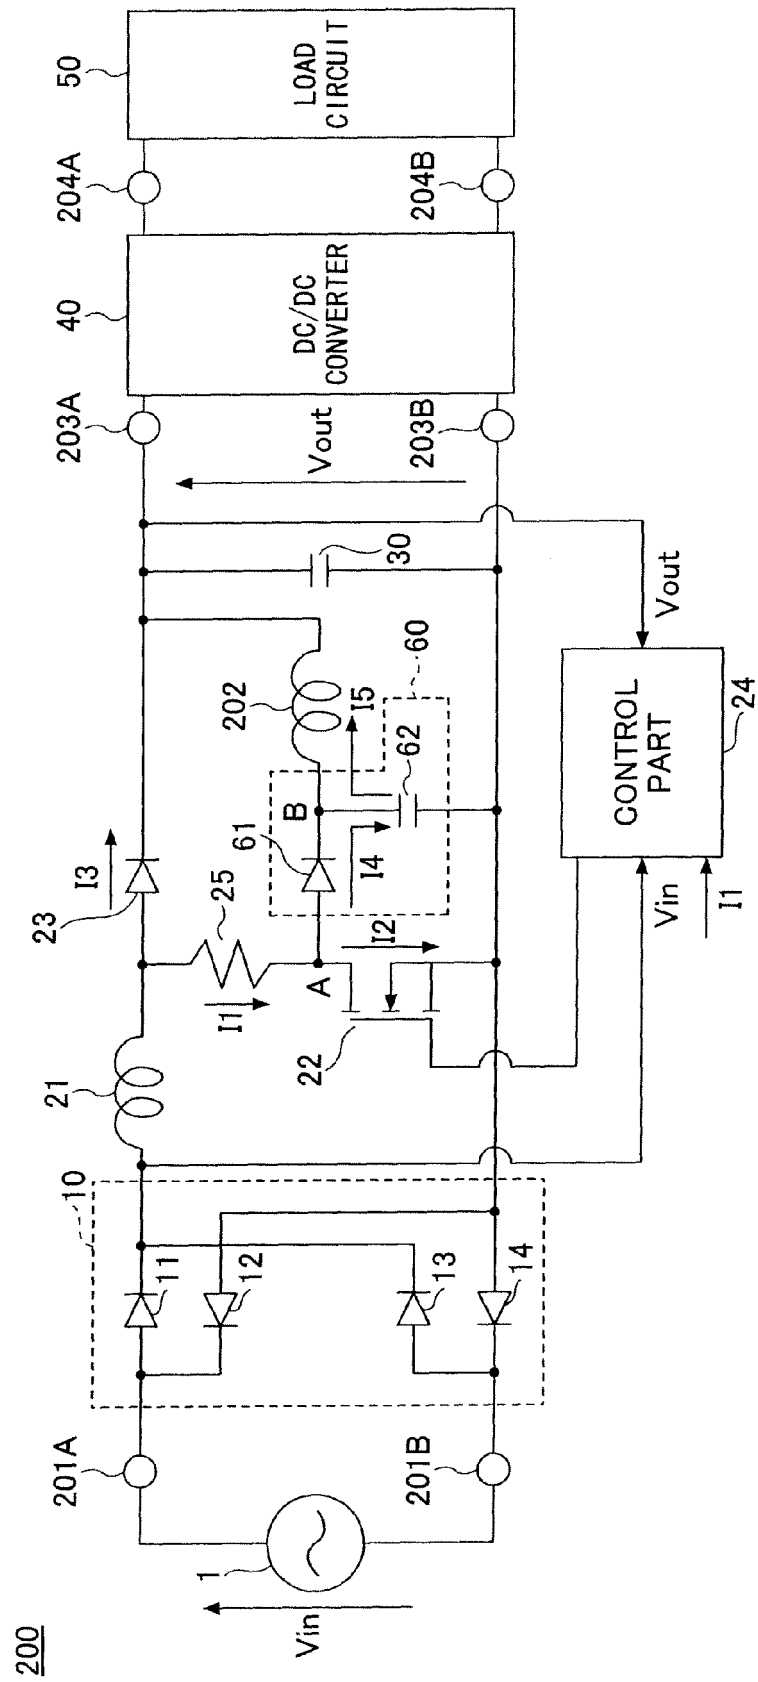 200
Vin
1
201A
201B
10
11
12
13
14
21
I1
25
A
22
I2
23
I3
61
B
I4
62
I5
60
202
30
Vout
203A
203B
40
DC/DC
CONVERTER
204A
204B
50
LOAD
CIRCUIT
Vin
I1
CONTROL
PART
24
Vout